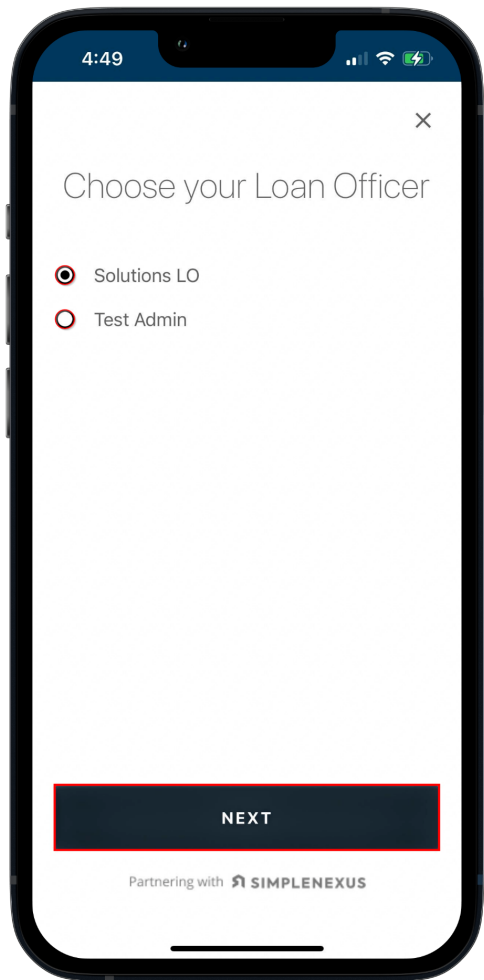 4:49
Choose your Loan Officer
Solutions LO
Test Admin
NEXT
Partnering with SIMPLENEXUS